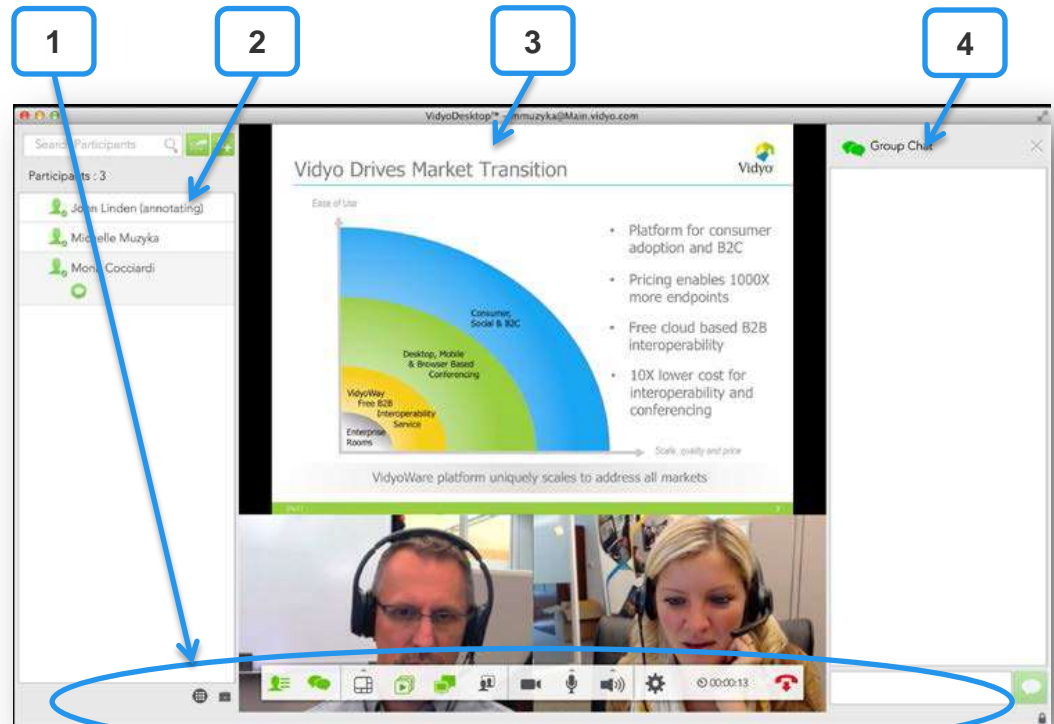 1
2
3
4
VidyoDesktop™ - mmuzyka@Main.vidyo.com
Search Participants
Participants : 3
John Linden (annotating)
Michelle Muzyka
Mona Cocciardi
Vidyo Drives Market Transition
Vidyo
Ease of Use
Consumer,
Social & B2C
Desktop, Mobile
& Browser Based
Conferencing
VidyoWay
Free B2B
Interoperability
Service
Enterprise
Rooms
Scale, quality and price
• Platform for consumer
adoption and B2C
• Pricing enables 1000X
more endpoints
• Free cloud based B2B
interoperability
• 10X lower cost for
interoperability and
conferencing
VidyoWare platform uniquely scales to address all markets
Group Chat
00:00:13